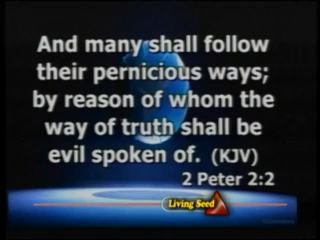 And many shall follow
their pernicious ways;
by reason of whom the
way of truth shall be
evil spoken of. (KJV)
2 Peter 2:2
Living Seed